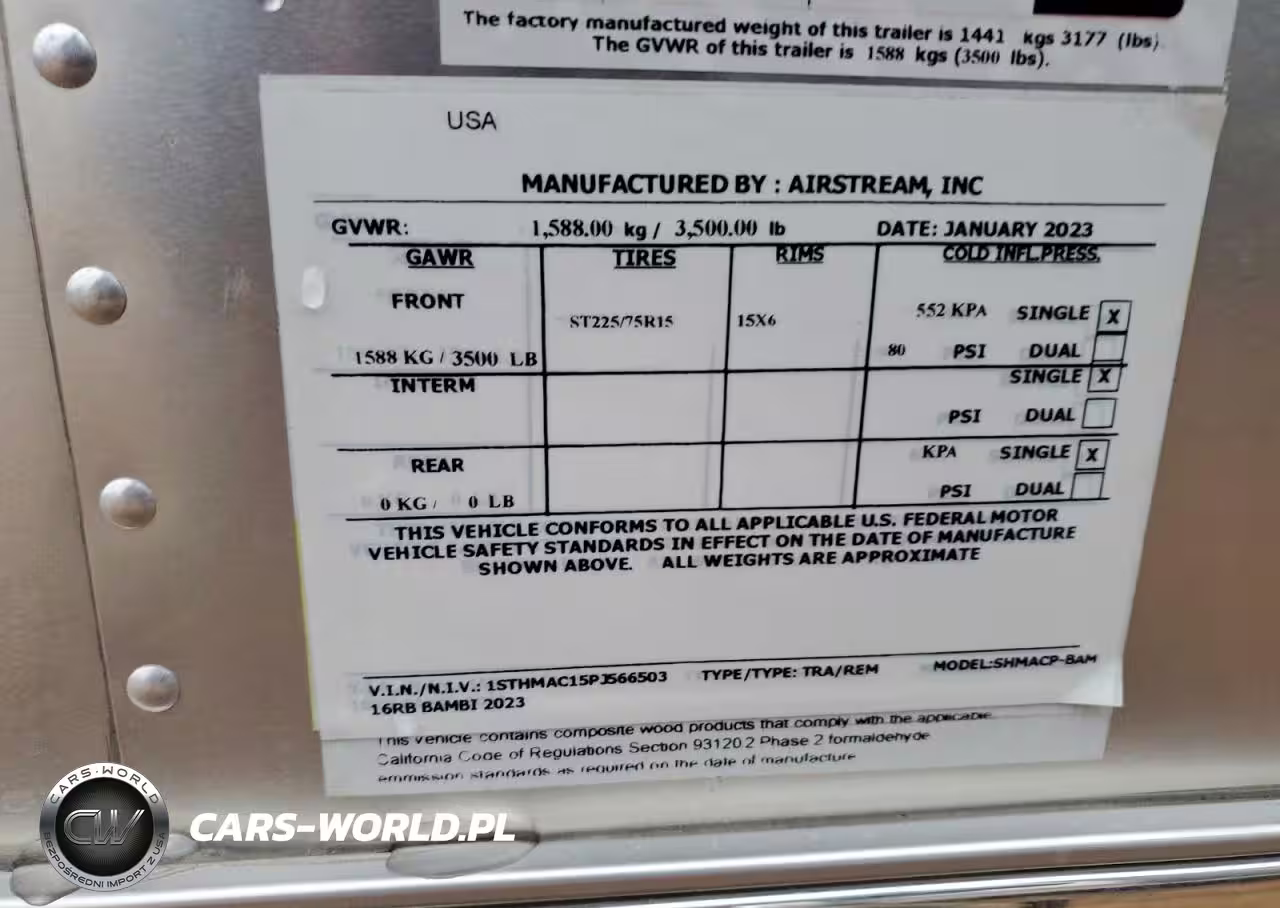 The factory manufactured weight of this trailer is 1441 kgs 3177 (lbs)
The GVWR of this trailer is 1588 kgs (3500 lbs).
USA
MANUFACTURED BY : AIRSTREAM, INC
GVWR: 1,588.00 kg / 3,500.00 lb DATE: JANUARY 2023
GAWR TIRES RIMS COLD INFL.PRESS.
FRONT ST225/75R15 15X6 552 KPA SINGLE X
1588 KG / 3500 LB 80 PSI DUAL
INTERM SINGLE X
PSI DUAL
REAR KPA SINGLE X
0 KG / 0 LB PSI DUAL
THIS VEHICLE CONFORMS TO ALL APPLICABLE U.S. FEDERAL MOTOR
VEHICLE SAFETY STANDARDS IN EFFECT ON THE DATE OF MANUFACTURE
SHOWN ABOVE. ALL WEIGHTS ARE APPROXIMATE
V.I.N./N.I.V.: 1STHMAC15PJ566503 TYPE/TYPE: TRA/REM MODEL:SHMACP-BAM
16RB BAMBI 2023
This vehicle contains composite wood products that comply with the applicable
California Code of Regulations Section 93120.2 Phase 2 formaldehyde
emmission standards as required on the date of manufacture
CARS-WORLD
CW
BEZPOŚREDNI IMPORT Z USA
CARS-WORLD.PL